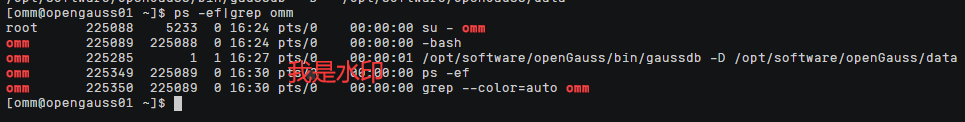 [omm@opengauss01 ~]$ ps -ef|grep omm
root 225088 5233 0 16:24 pts/0 00:00:00 su - omm
omm 225089 225088 0 16:24 pts/0 00:00:00 -bash
omm 225285 1 1 16:27 pts/0 00:00:01 /opt/software/openGauss/bin/gaussdb -D /opt/software/openGauss/data
omm 225349 225089 0 16:30 pts/0 00:00:00 ps -ef
omm 225350 225089 0 16:30 pts/0 00:00:00 grep --color=auto omm
[omm@opengauss01 ~]$
我是水印